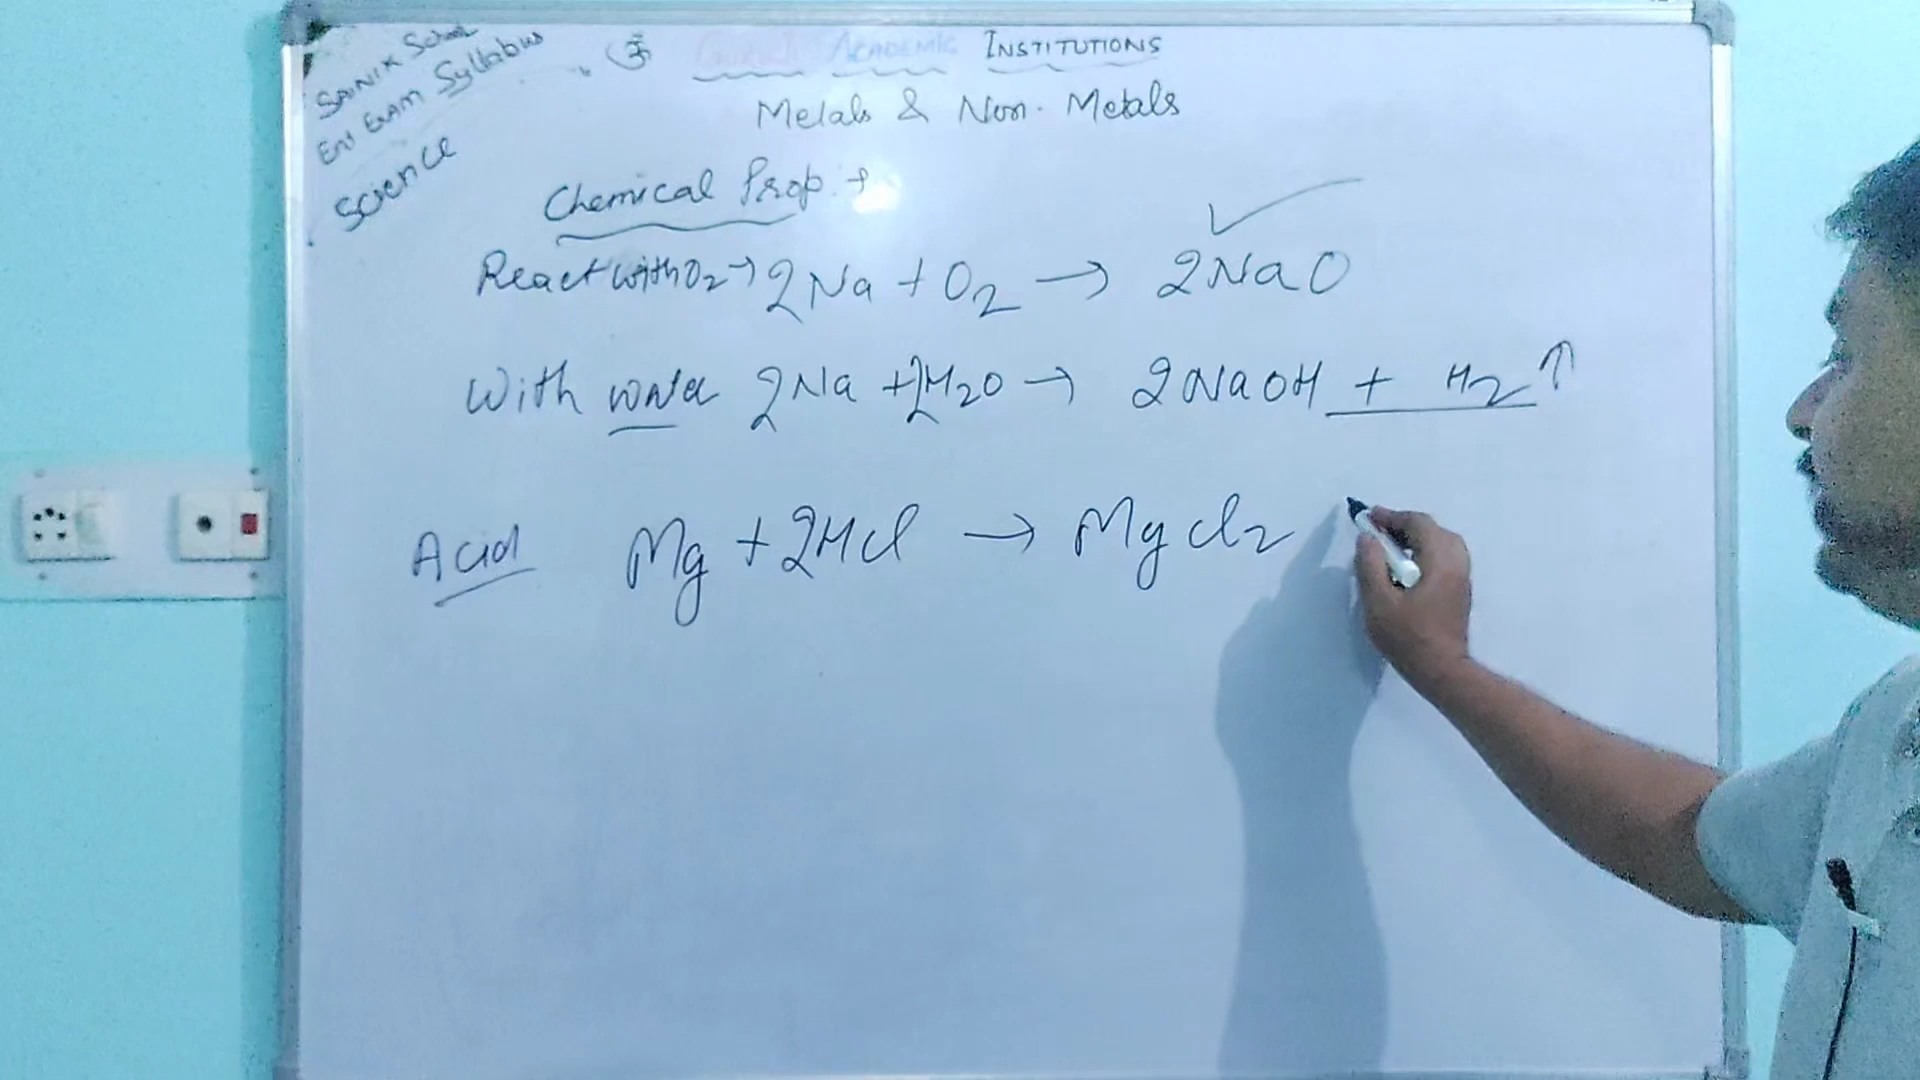 SAINIK School
Ent EXAM Syllabus
Science
ॐ ACADEMIC INSTITUTIONS
Metals & Non-Metals
Chemical Prop. →
React with O2 → 2Na + O2 → 2NaO
With water 2Na + 2H2O → 2NaOH + H2 ↑
Acid Mg + 2HCl → MgCl2